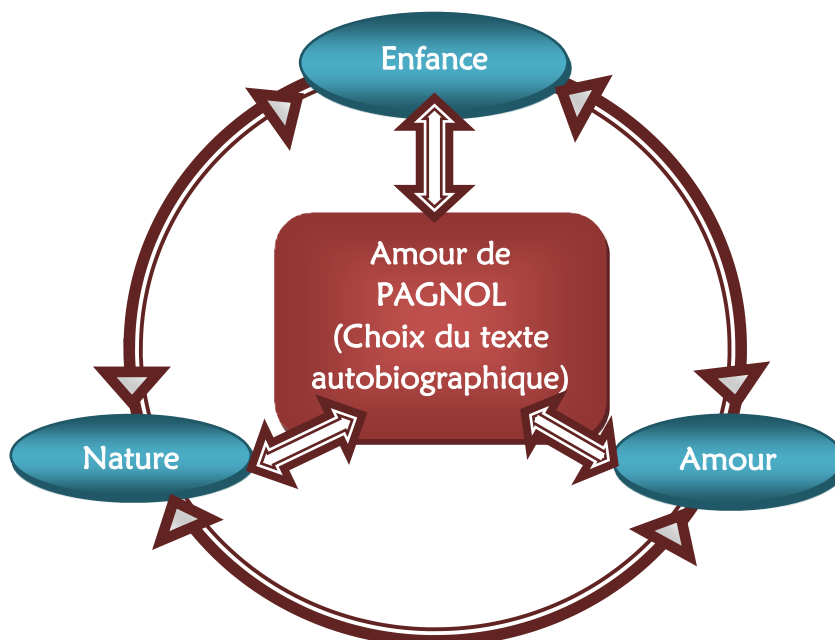 Enfance
Amour de
PAGNOL
(Choix du texte
autobiographique)
Nature
Amour